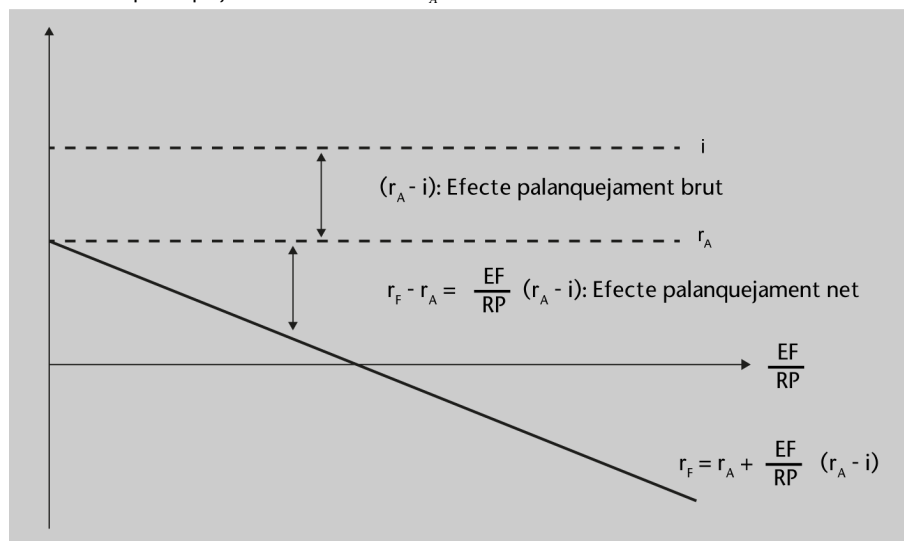 i
(r_A - i): Efecte palanquejament brut
r_A
r_F - r_A = EF/RP (r_A - i): Efecte palanquejament net
EF/RP
r_F = r_A + EF/RP (r_A - i)